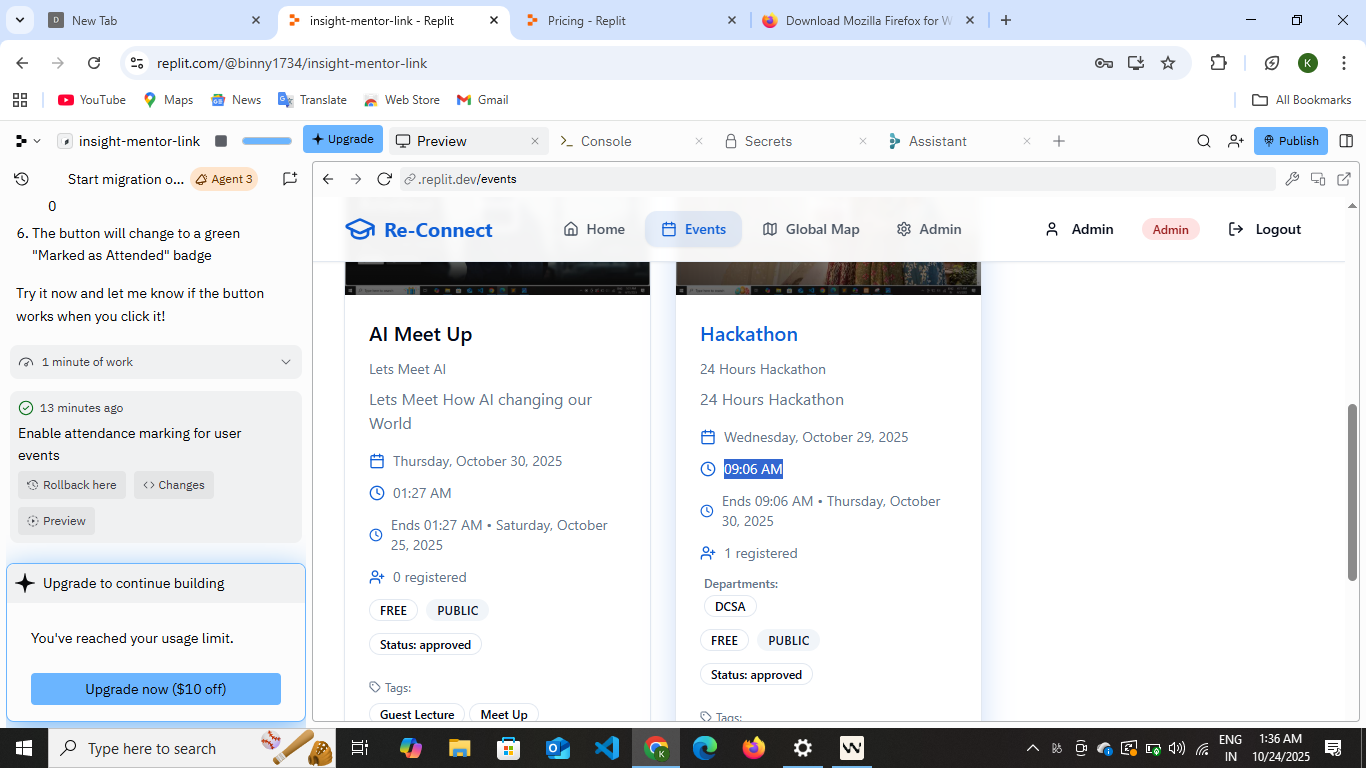 New Tab
insight-mentor-link - Replit
Pricing - Replit
Download Mozilla Firefox for W
replit.com/@binny1734/insight-mentor-link
K
YouTube
Maps
News
Translate
Web Store
Gmail
All Bookmarks
insight-mentor-link
Upgrade
Preview
Console
Secrets
Assistant
Publish
Start migration o...
Agent 3
.replit.dev/events
0
6. The button will change to a green
"Marked as Attended" badge
Try it now and let me know if the button
works when you click it!
1 minute of work
13 minutes ago
Enable attendance marking for user
events
Rollback here
Changes
Preview
Upgrade to continue building
You've reached your usage limit.
Upgrade now ($10 off)
Re-Connect
Home
Events
Global Map
Admin
Admin
Admin
Logout
AI Meet Up
Lets Meet AI
Lets Meet How AI changing our
World
Thursday, October 30, 2025
01:27 AM
Ends 01:27 AM • Saturday, October
25, 2025
0 registered
FREE
PUBLIC
Status: approved
Tags:
Guest Lecture
Meet Up
Hackathon
24 Hours Hackathon
24 Hours Hackathon
Wednesday, October 29, 2025
09:06 AM
Ends 09:06 AM • Thursday, October
30, 2025
1 registered
Departments:
DCSA
FREE
PUBLIC
Status: approved
Tags:
Type here to search
ENG
IN
1:36 AM
10/24/2025